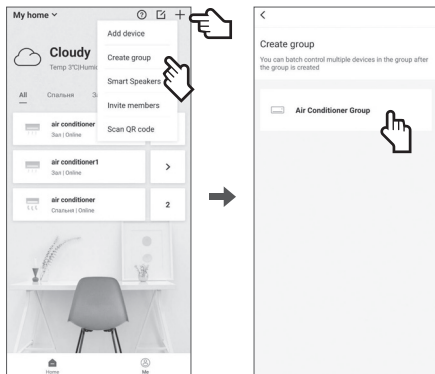 My home
Add device
Create group
Smart Speakers
Invite members
Scan QR code
Cloudy
Temp 3°C|Humi
All
Спальня
air conditioner
Зал | Online
air conditioner1
Зал | Online
air conditioner
Спальня | Online
2
Home
Me
Create group
You can batch control multiple devices in the group after
the group is created
Air Conditioner Group